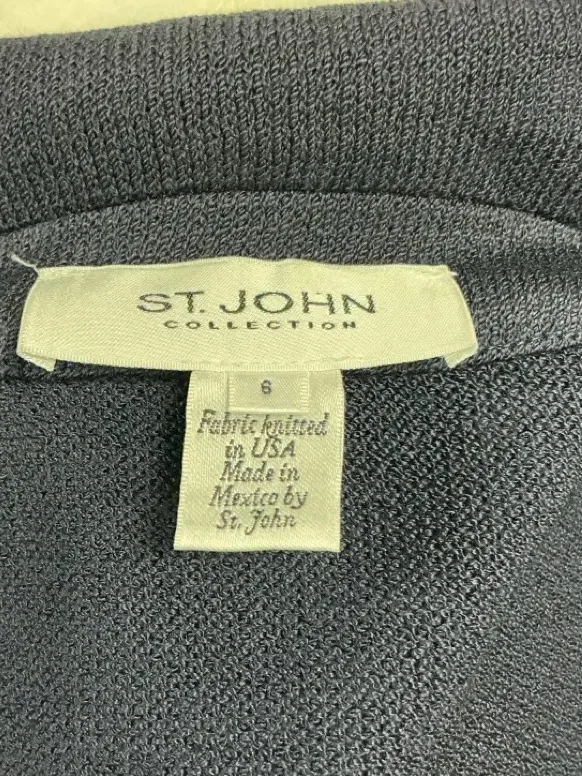 ST. JOHN
COLLECTION
6
Fabric knitted
in USA
Made in
Mexico by
St. John